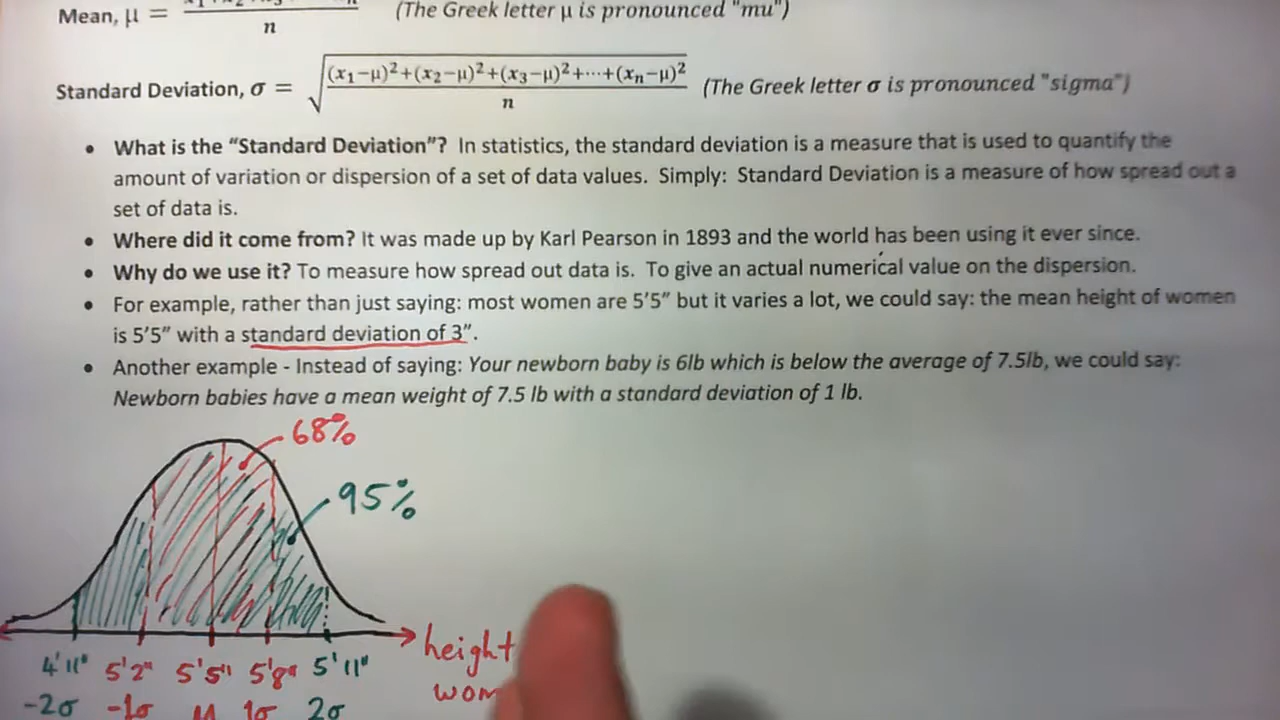 Mean, μ = n (The Greek letter μ is pronounced "mu")
Standard Deviation, σ = √ (x₁−μ)²+(x₂−μ)²+(x₃−μ)²+⋯+(xₙ−μ)² / n (The Greek letter σ is pronounced "sigma")
• What is the “Standard Deviation”? In statistics, the standard deviation is a measure that is used to quantify the
amount of variation or dispersion of a set of data values. Simply: Standard Deviation is a measure of how spread out a
set of data is.
• Where did it come from? It was made up by Karl Pearson in 1893 and the world has been using it ever since.
• Why do we use it? To measure how spread out data is. To give an actual numerical value on the dispersion.
• For example, rather than just saying: most women are 5’5” but it varies a lot, we could say: the mean height of women
is 5’5” with a standard deviation of 3”.
• Another example - Instead of saying: Your newborn baby is 6lb which is below the average of 7.5lb, we could say:
Newborn babies have a mean weight of 7.5 lb with a standard deviation of 1 lb.
68%
95%
height
4'11" 5'2" 5'5" 5'8" 5'11"
wom
-2σ -1σ μ 1σ 2σ